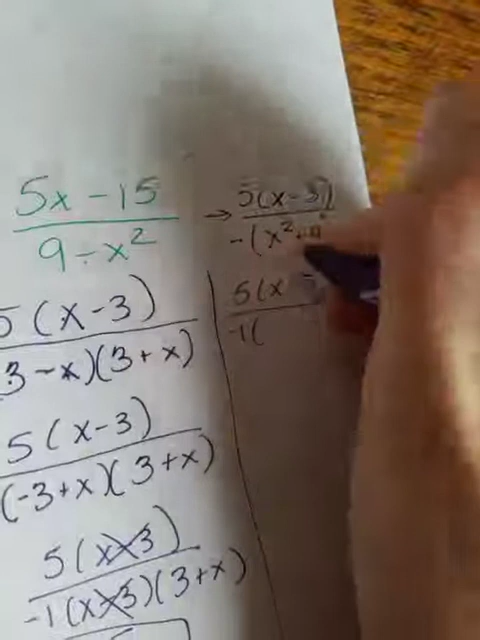 5x - 15
9 - x²
→ 5(x - 3)
-(x²
5(x
-1(
5(x - 3)
3 - x)(3 + x)
5(x - 3)
(-3 + x)(3 + x)
5(x - 3)
-1(x - 3)(3 + x)